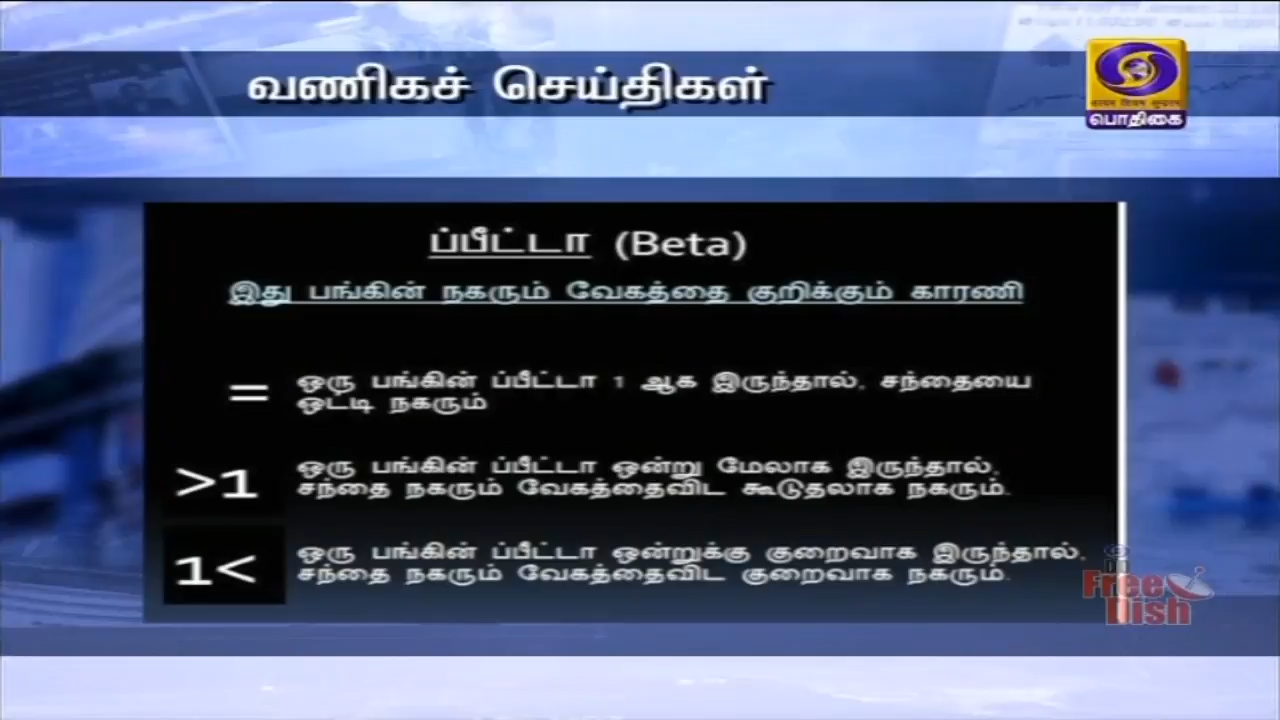 வணிகச் செய்திகள்
பொதிகை
ப்பீட்டா (Beta)
இது பங்கின் நகரும் வேகத்தை குறிக்கும் காரணி
= ஒரு பங்கின் ப்பீட்டா 1 ஆக இருந்தால், சந்தையை
ஒட்டி நகரும்
>1 ஒரு பங்கின் ப்பீட்டா ஒன்று மேலாக இருந்தால்,
சந்தை நகரும் வேகத்தைவிட கூடுதலாக நகரும்.
1< ஒரு பங்கின் ப்பீட்டா ஒன்றுக்கு குறைவாக இருந்தால்,
சந்தை நகரும் வேகத்தைவிட குறைவாக நகரும்.
Free
Dish